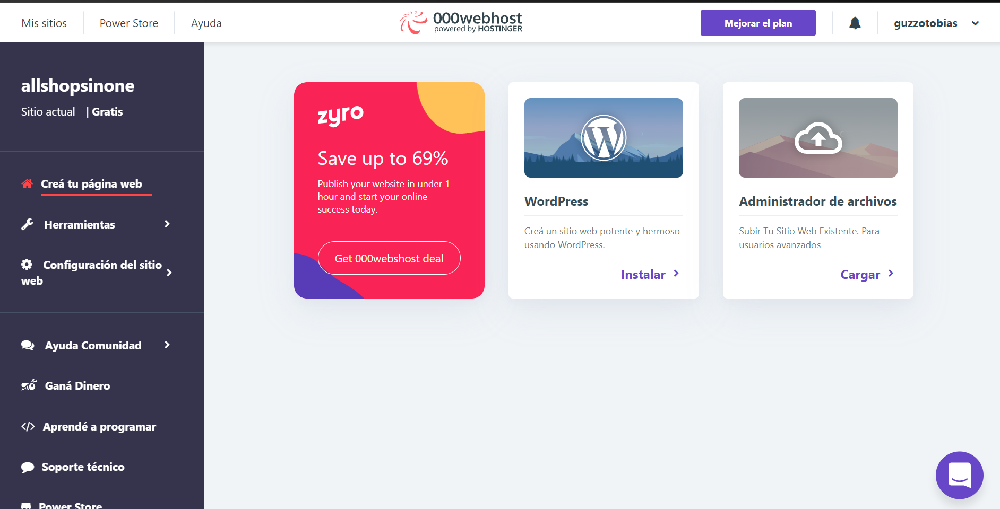 Mis sitios
Power Store
Ayuda
000webhost
powered by HOSTINGER
Mejorar el plan
guzzotobias
allshopsinone
Sitio actual | Gratis
Creá tu página web
Herramientas
Configuración del sitio
web
Ayuda Comunidad
Ganá Dinero
Aprendé a programar
Soporte técnico
Power Store
zyro
Save up to 69%
Publish your website in under 1
hour and start your online
success today.
Get 000webshost deal
WordPress
Creá un sitio web potente y hermoso
usando WordPress.
Instalar
Administrador de archivos
Subir Tu Sitio Web Existente. Para
usuarios avanzados
Cargar